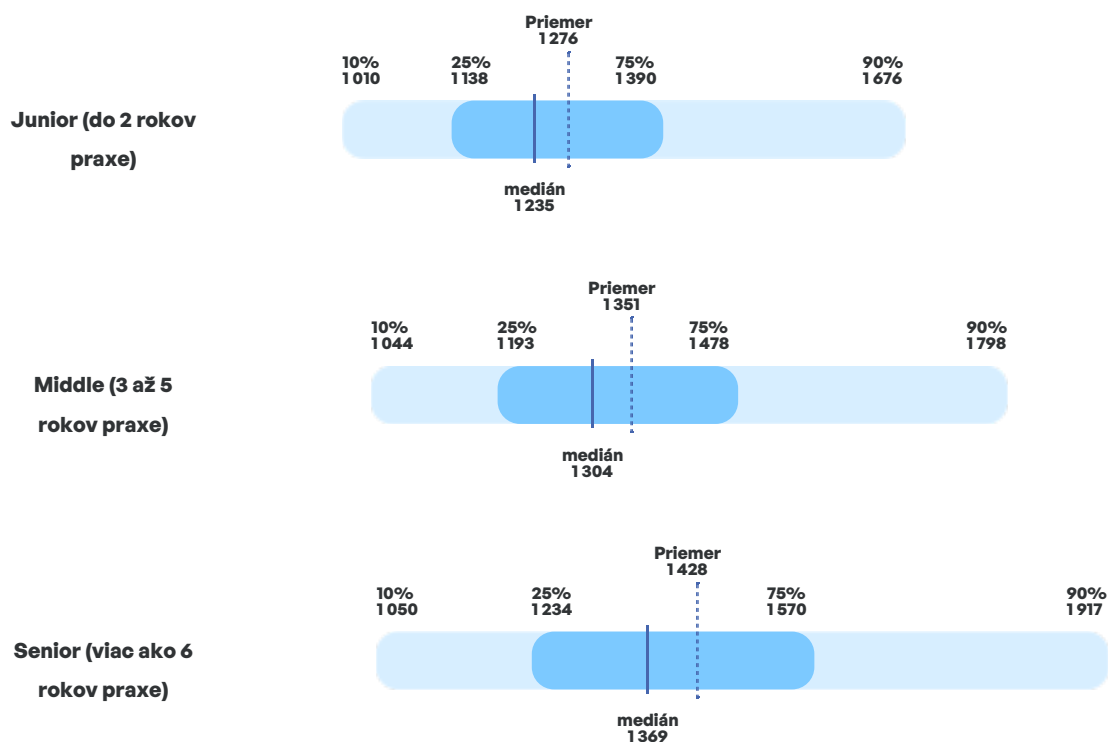 Priemer
1 276
10%
25%
75%
90%
1 010
1 138
1 390
1 676
Junior (do 2 rokov
praxe)
medián
1 235
Priemer
1 351
10%
25%
75%
90%
1 044
1 193
1 478
1 798
Middle (3 až 5
rokov praxe)
medián
1 304
Priemer
1 428
10%
25%
75%
90%
1 050
1 234
1 570
1 917
Senior (viac ako 6
rokov praxe)
medián
1 369